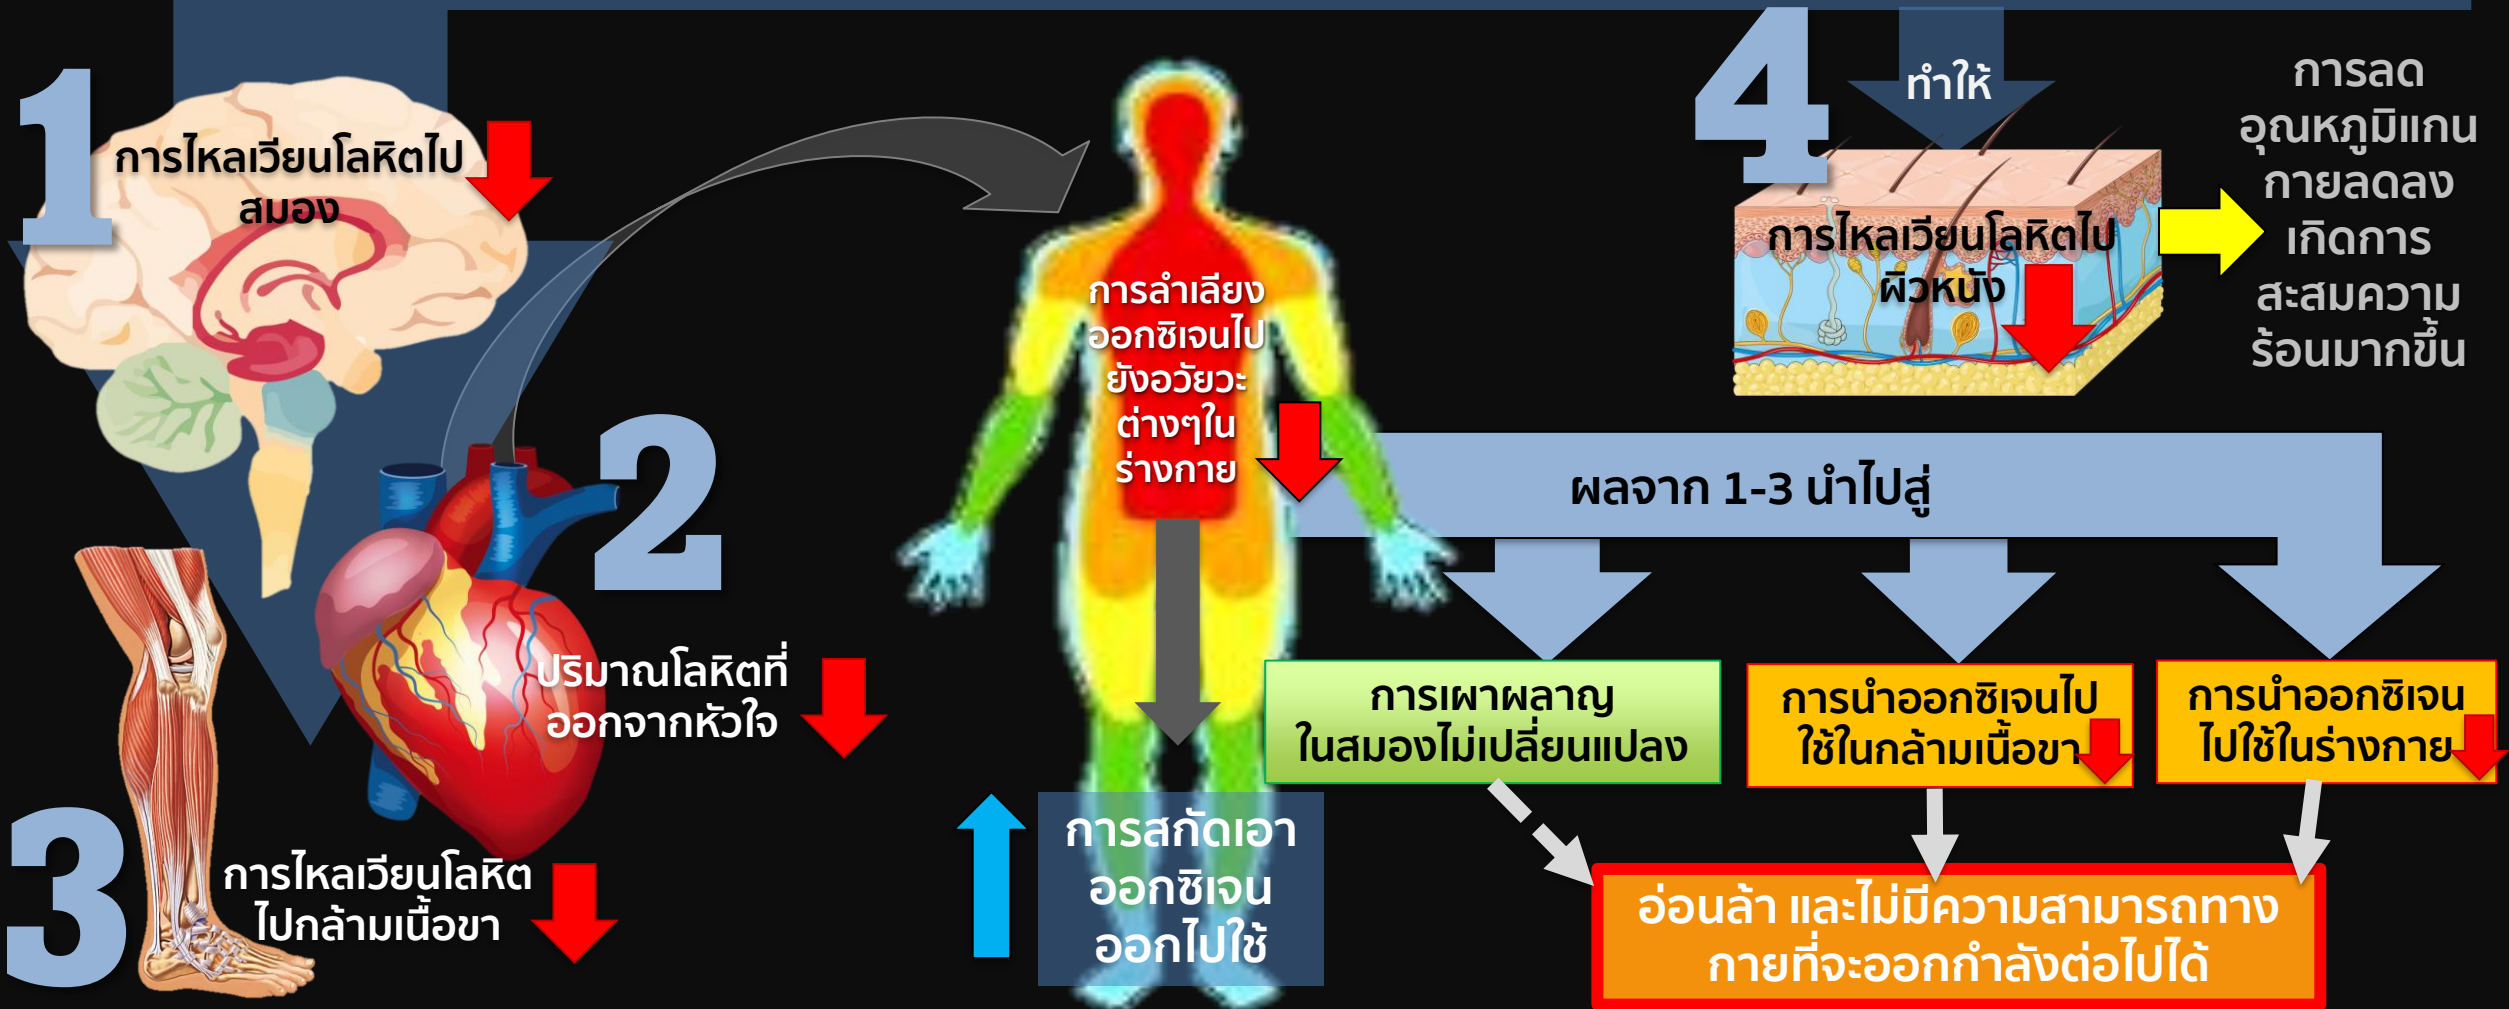 1
การไหลเวียนโลหิตไป
สมอง
2
ปริมาณโลหิตที่
ออกจากหัวใจ
3
การไหลเวียนโลหิต
ไปกล้ามเนื้อขา
การลำเลียง
ออกซิเจนไป
ยังอวัยวะ
ต่างๆใน
ร่างกาย
การสกัดเอา
ออกซิเจน
ออกไปใช้
4
ทำให้
การไหลเวียนโลหิตไป
ผิวหนัง
การลด
อุณหภูมิแกน
กายลดลง
เกิดการ
สะสมความ
ร้อนมากขึ้น
ผลจาก 1-3 นำไปสู่
การเผาผลาญ
ในสมองไม่เปลี่ยนแปลง
การนำออกซิเจนไป
ใช้ในกล้ามเนื้อขา
การนำออกซิเจน
ไปใช้ในร่างกาย
อ่อนล้า และไม่มีความสามารถทาง
กายที่จะออกกำลังต่อไปได้